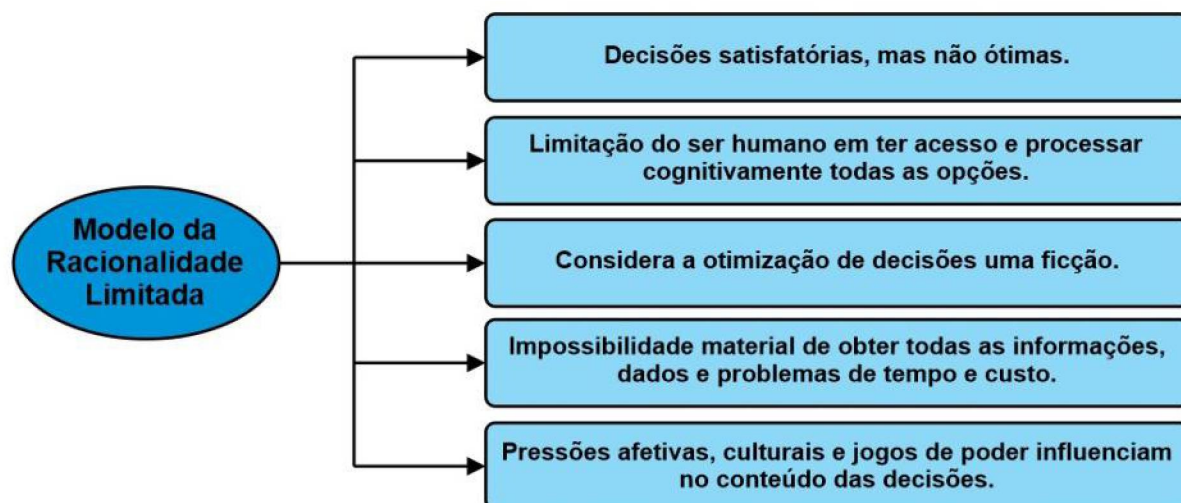 Decisões satisfatórias, mas não ótimas.
Limitação do ser humano em ter acesso e processar
cognitivamente todas as opções.
Modelo da
Racionalidade
Limitada
Considera a otimização de decisões uma ficção.
Impossibilidade material de obter todas as informações,
dados e problemas de tempo e custo.
Pressões afetivas, culturais e jogos de poder influenciam
no conteúdo das decisões.